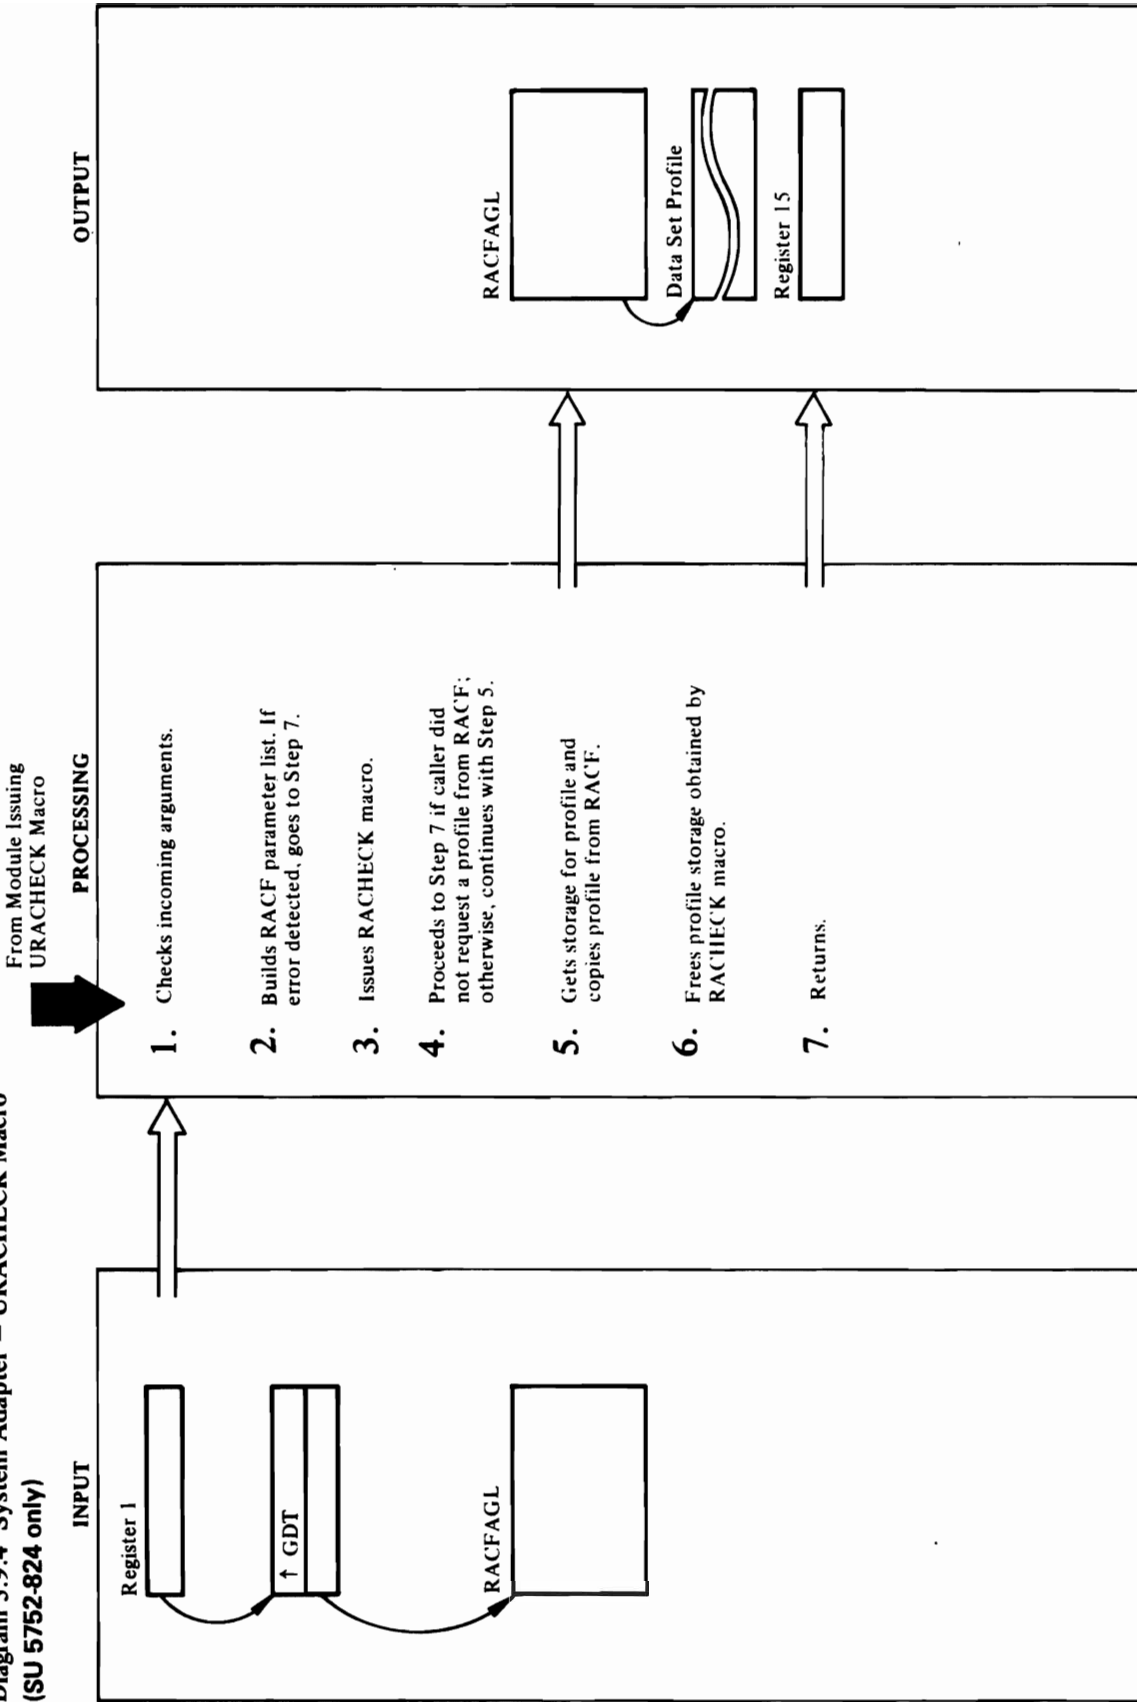 Diagram 3.9.4 System Adapter – URACHECK Macro
(SU 5752-824 only)
From Module Issuing
URACHECK Macro
INPUT
Register 1
↑ GDT
RACFAGL
PROCESSING
1. Checks incoming arguments.
2. Builds RACF parameter list. If
error detected, goes to Step 7.
3. Issues RACHECK macro.
4. Proceeds to Step 7 if caller did
not request a profile from RACF;
otherwise, continues with Step 5.
5. Gets storage for profile and
copies profile from RACF.
6. Frees profile storage obtained by
RACHECK macro.
7. Returns.
OUTPUT
RACFAGL
Data Set Profile
Register 15